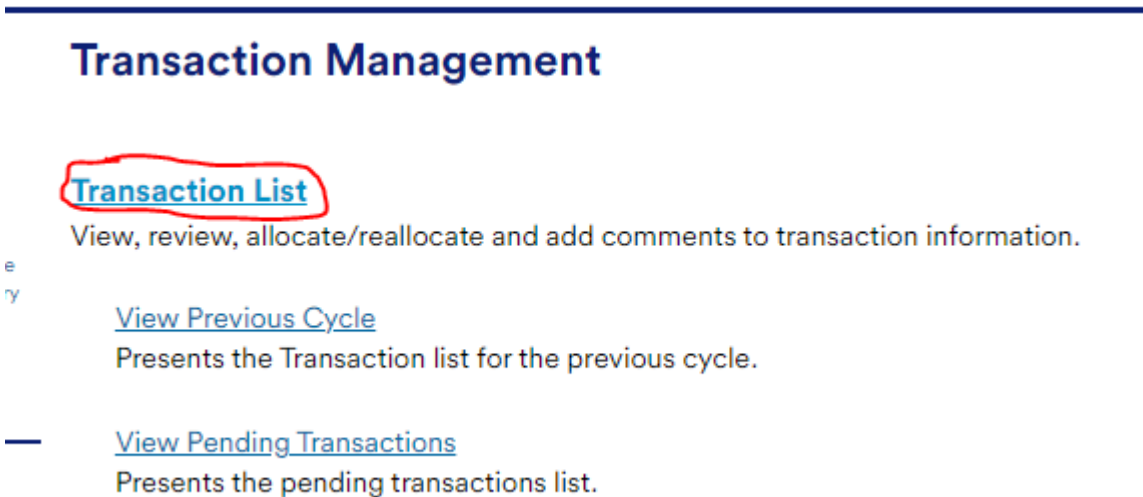 Transaction Management
Transaction List
View, review, allocate/reallocate and add comments to transaction information.
e
ry
View Previous Cycle
Presents the Transaction list for the previous cycle.
View Pending Transactions
Presents the pending transactions list.